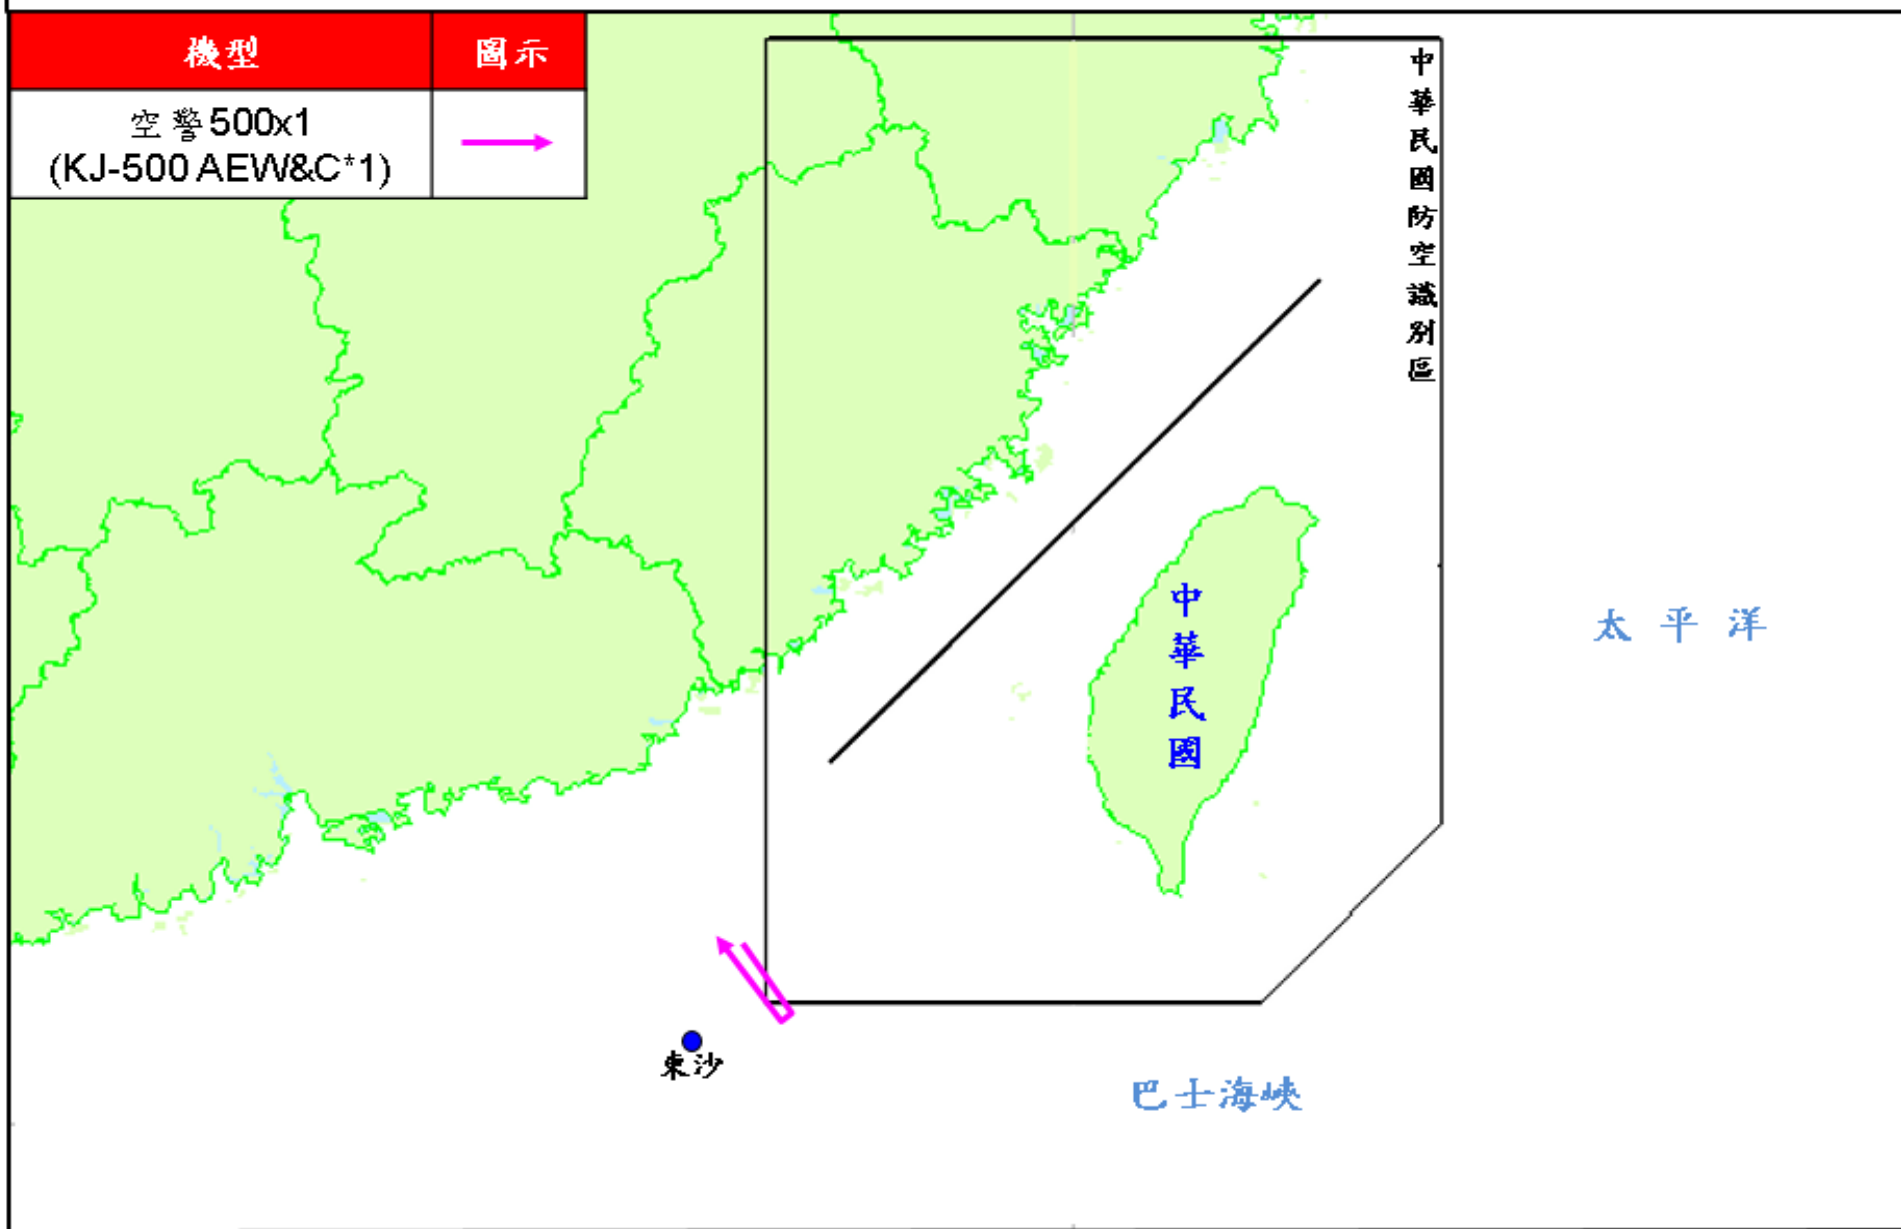 機型 圖示
空警500x1
(KJ-500 AEW&C*1)
中華民國防空識別區
中華民國
太平洋
東沙
巴士海峽